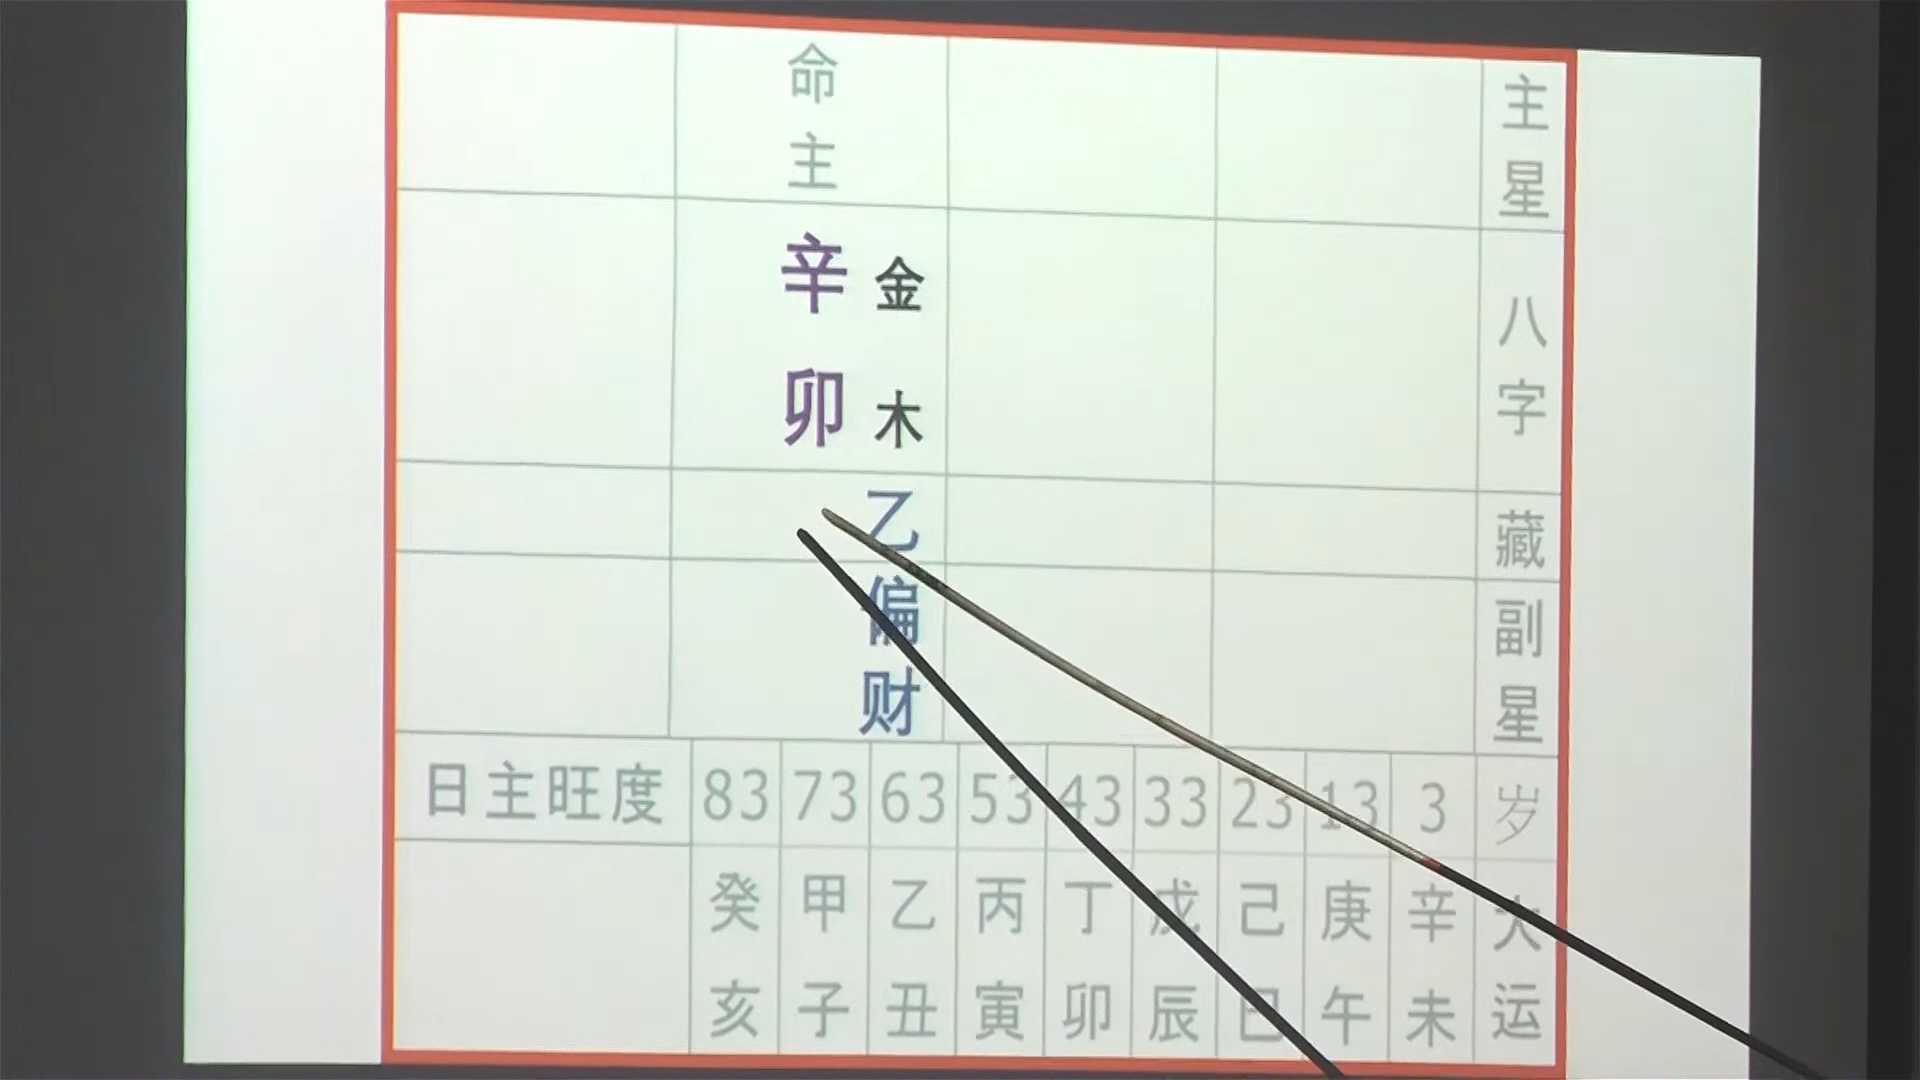 命主
主星
辛 金
卯 木
八字
乙
藏
偏财
副星
日主旺度 83 73 63 53 43 33 23 13 3 岁
癸 甲 乙 丙 丁 戊 己 庚 辛 大
亥 子 丑 寅 卯 辰 巳 午 未 运